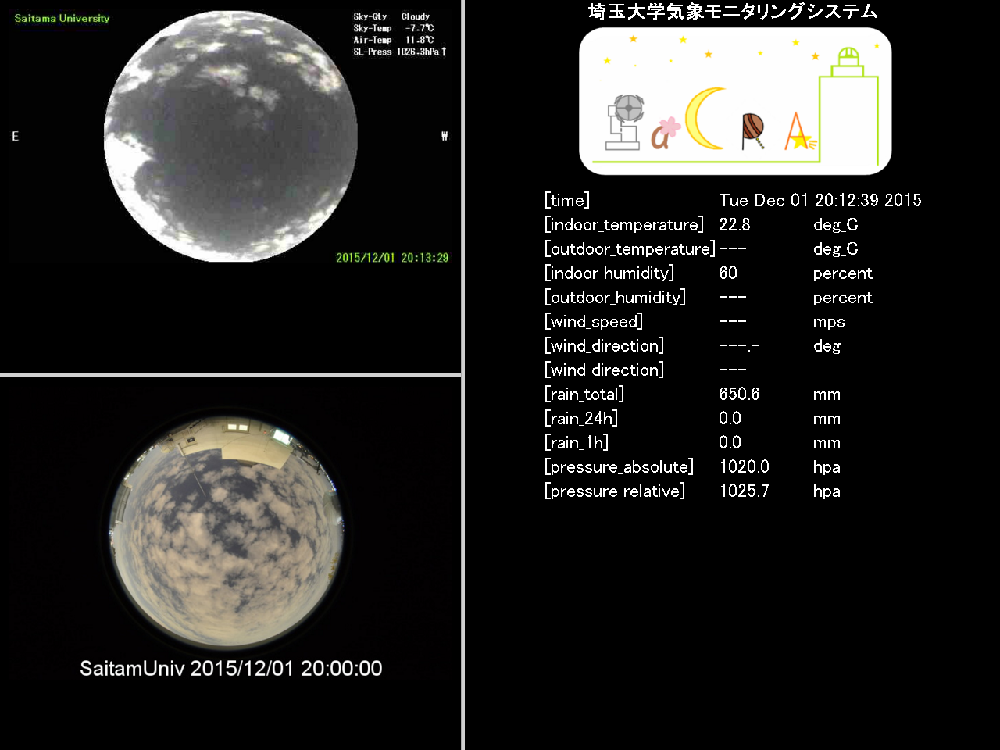 Saitama University
Sky-Qty Cloudy
Sky-Temp -7.7℃
Air-Temp 11.8℃
SL-Press 1026.3hPa↑
N
E
W
2015/12/01 20:13:29
SaitamUniv 2015/12/01 20:00:00
埼玉大学気象モニタリングシステム
SaCRA
[time] Tue Dec 01 20:12:39 2015
[indoor_temperature] 22.8 deg_C
[outdoor_temperature] --- deg_C
[indoor_humidity] 60 percent
[outdoor_humidity] --- percent
[wind_speed] --- mps
[wind_direction] ---.- deg
[wind_direction] ---
[rain_total] 650.6 mm
[rain_24h] 0.0 mm
[rain_1h] 0.0 mm
[pressure_absolute] 1020.0 hpa
[pressure_relative] 1025.7 hpa